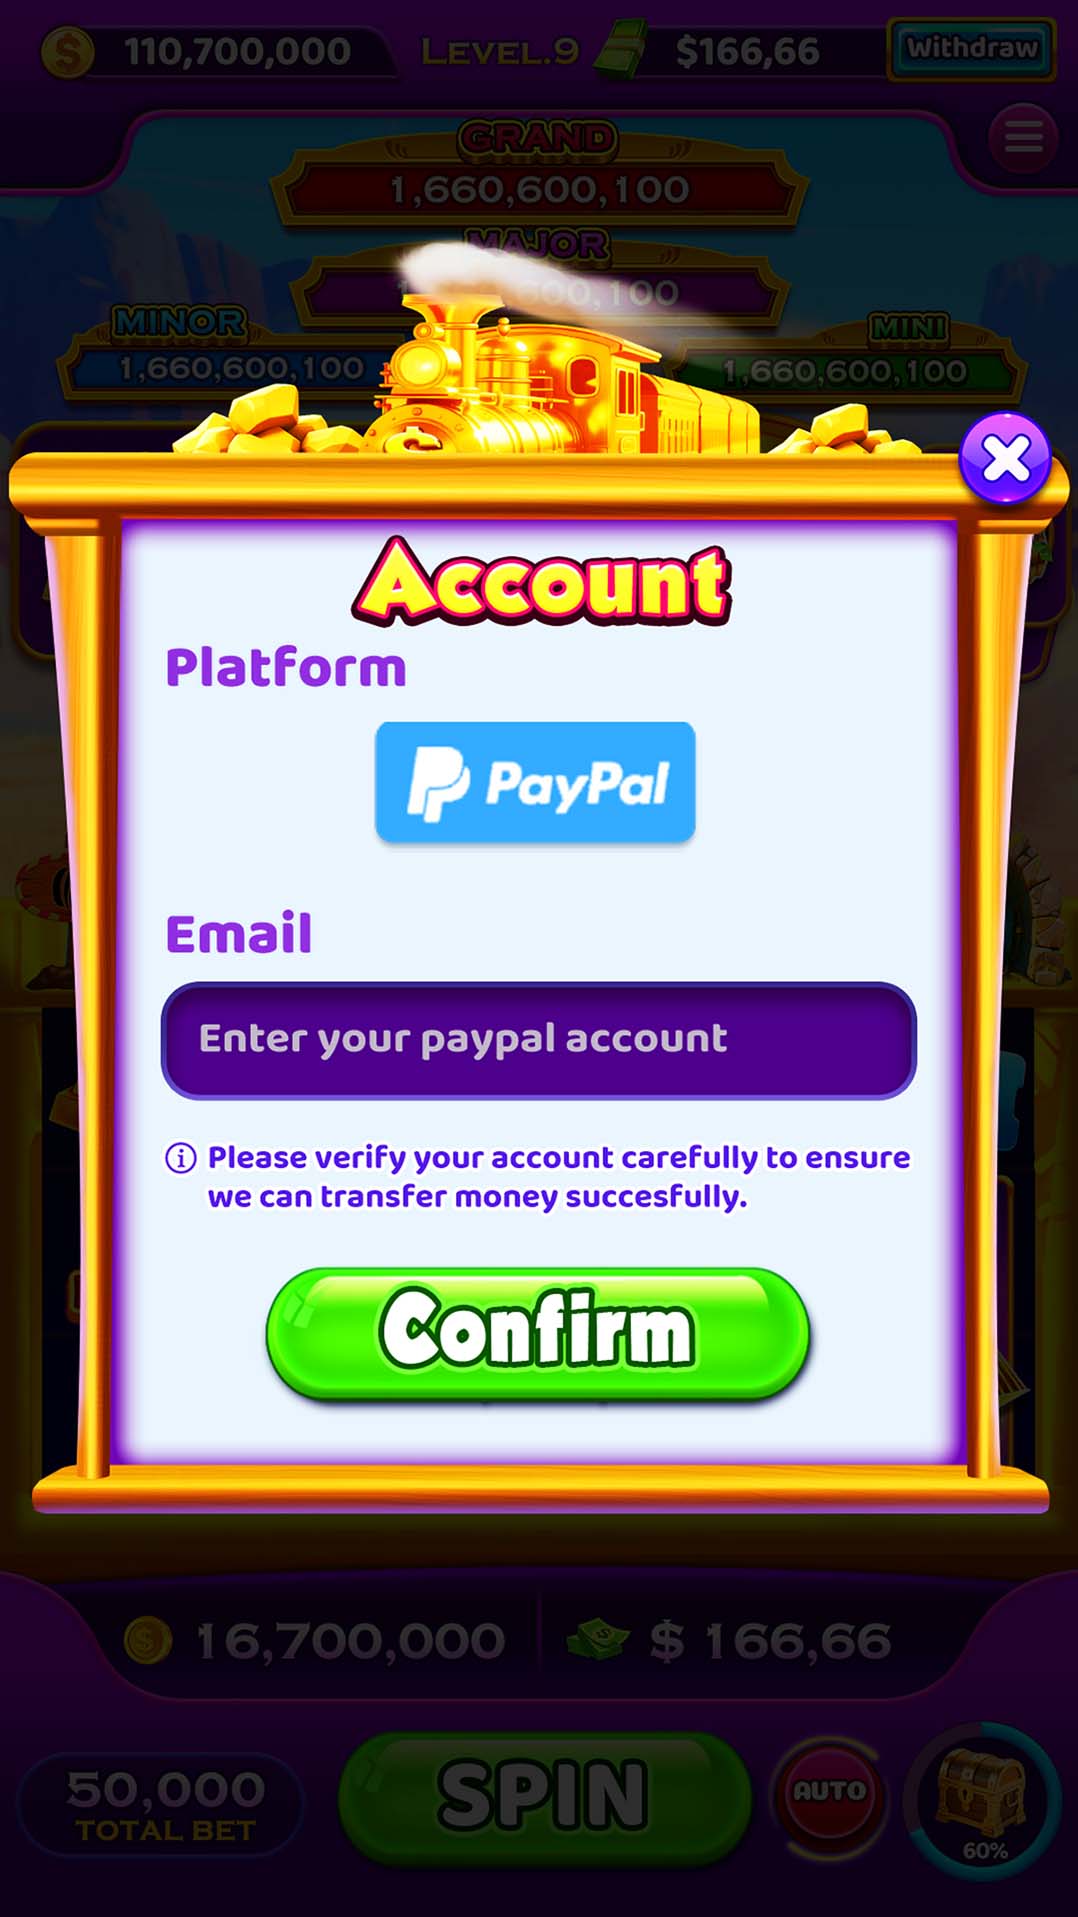 110,700,000
LEVEL.9
$166,66
Withdraw
GRAND
1,660,600,100
MAJOR
600,100
MINOR
1,660,600,100
MINI
1,660,600,100
Account
Platform
PayPal
Email
Enter your paypal account
Please verify your account carefully to ensure
we can transfer money succesfully.
Confirm
16,700,000
$ 166,66
50,000
TOTAL BET
SPIN
AUTO
60%